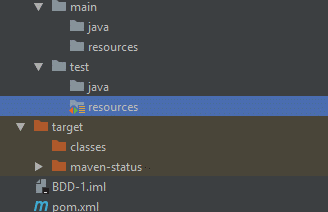 main
java
resources
test
java
resources
target
classes
maven-status
BDD-1.iml
pom.xml